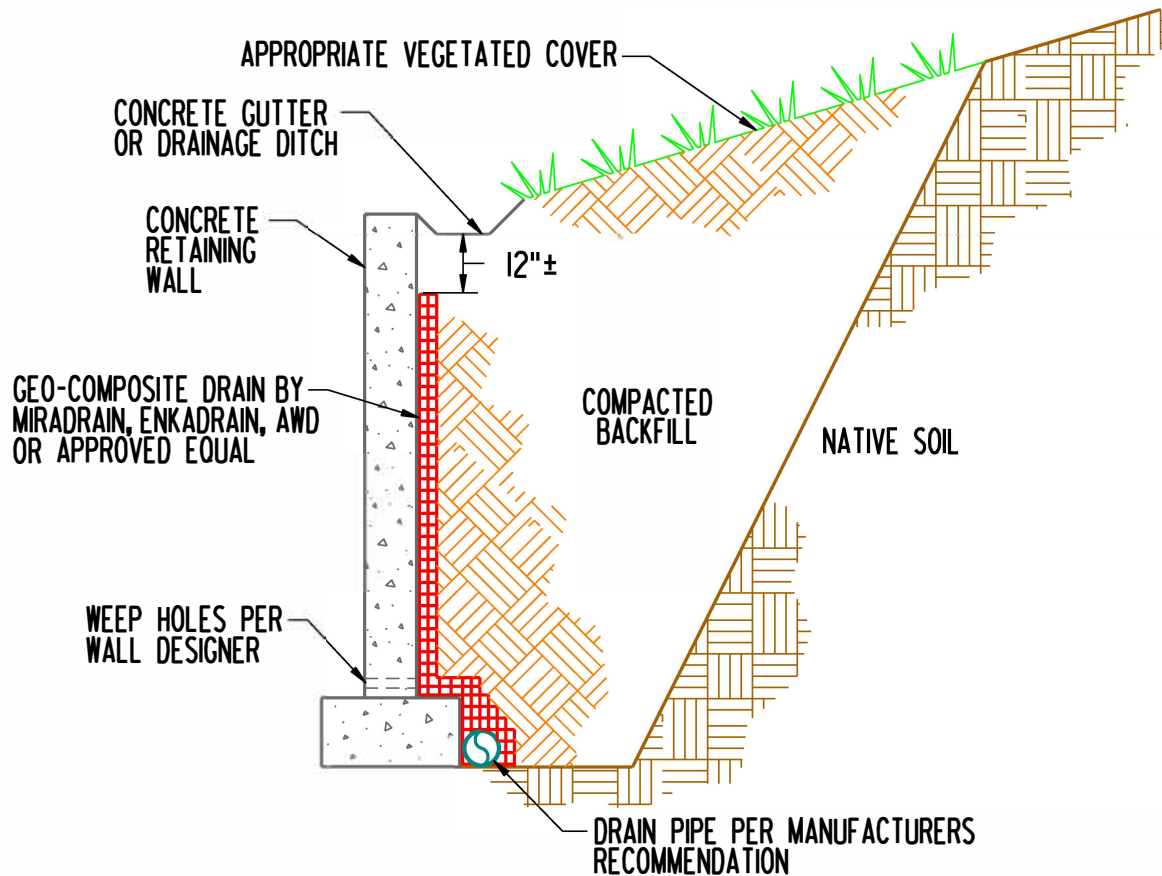 APPROPRIATE VEGETATED COVER
CONCRETE GUTTER
OR DRAINAGE DITCH
CONCRETE
RETAINING
WALL
12"±
GEO-COMPOSITE DRAIN BY
MIRADRAIN, ENKADRAIN, AWD
OR APPROVED EQUAL
COMPACTED
BACKFILL
NATIVE SOIL
WEEP HOLES PER
WALL DESIGNER
DRAIN PIPE PER MANUFACTURERS
RECOMMENDATION